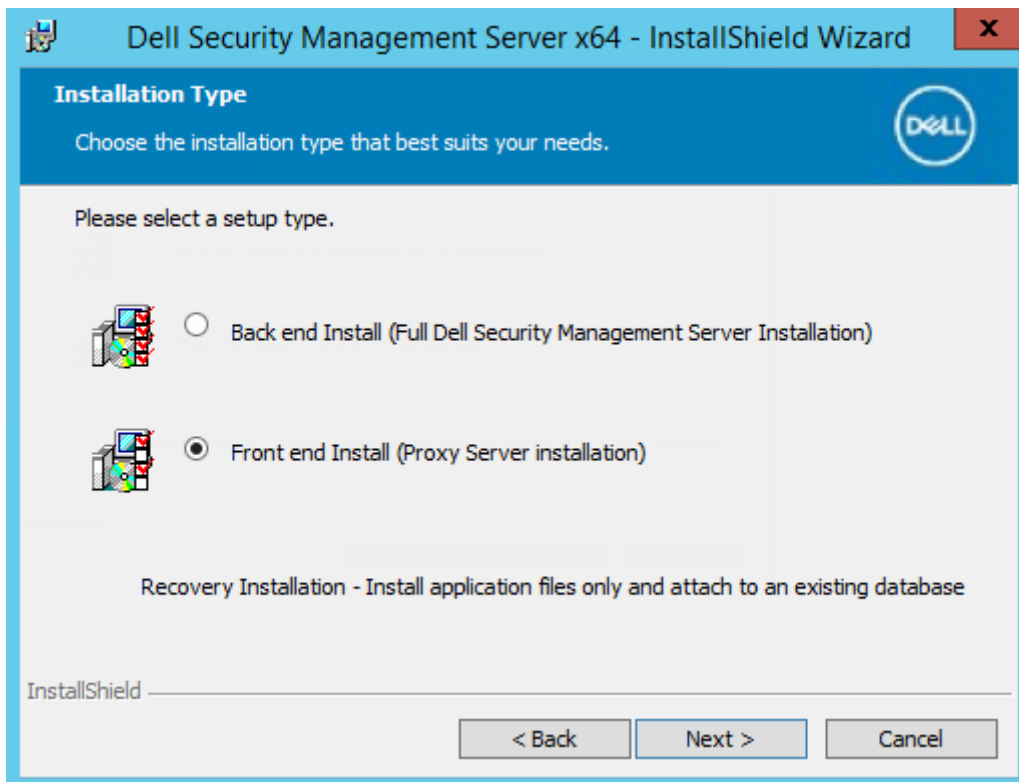 Dell Security Management Server x64 - InstallShield Wizard
x
Installation Type
Choose the installation type that best suits your needs.
DELL
Please select a setup type.
Back end Install (Full Dell Security Management Server Installation)
Front end Install (Proxy Server installation)
Recovery Installation - Install application files only and attach to an existing database
InstallShield
< Back
Next >
Cancel